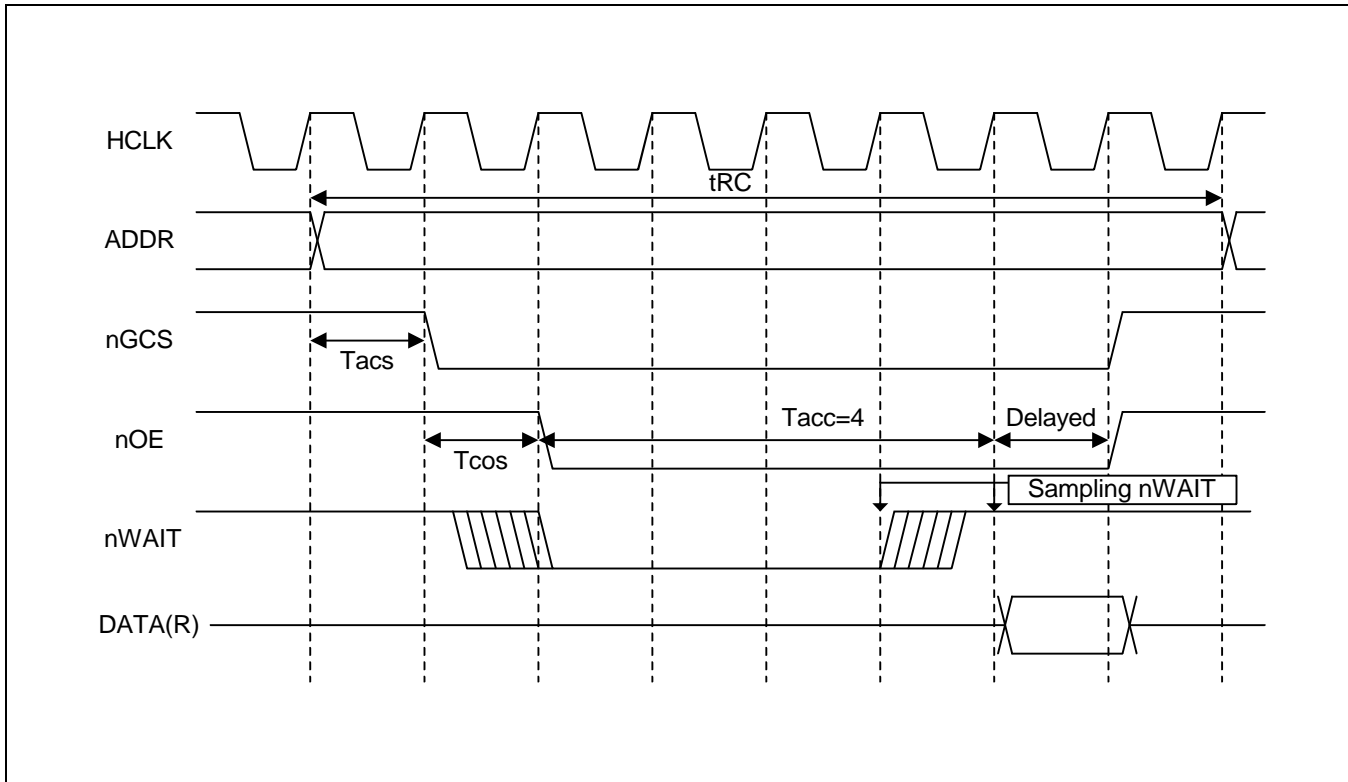 HCLK
tRC
ADDR
nGCS
Tacs
nOE
Tacc=4
Delayed
Tcos
Sampling nWAIT
nWAIT
DATA(R)